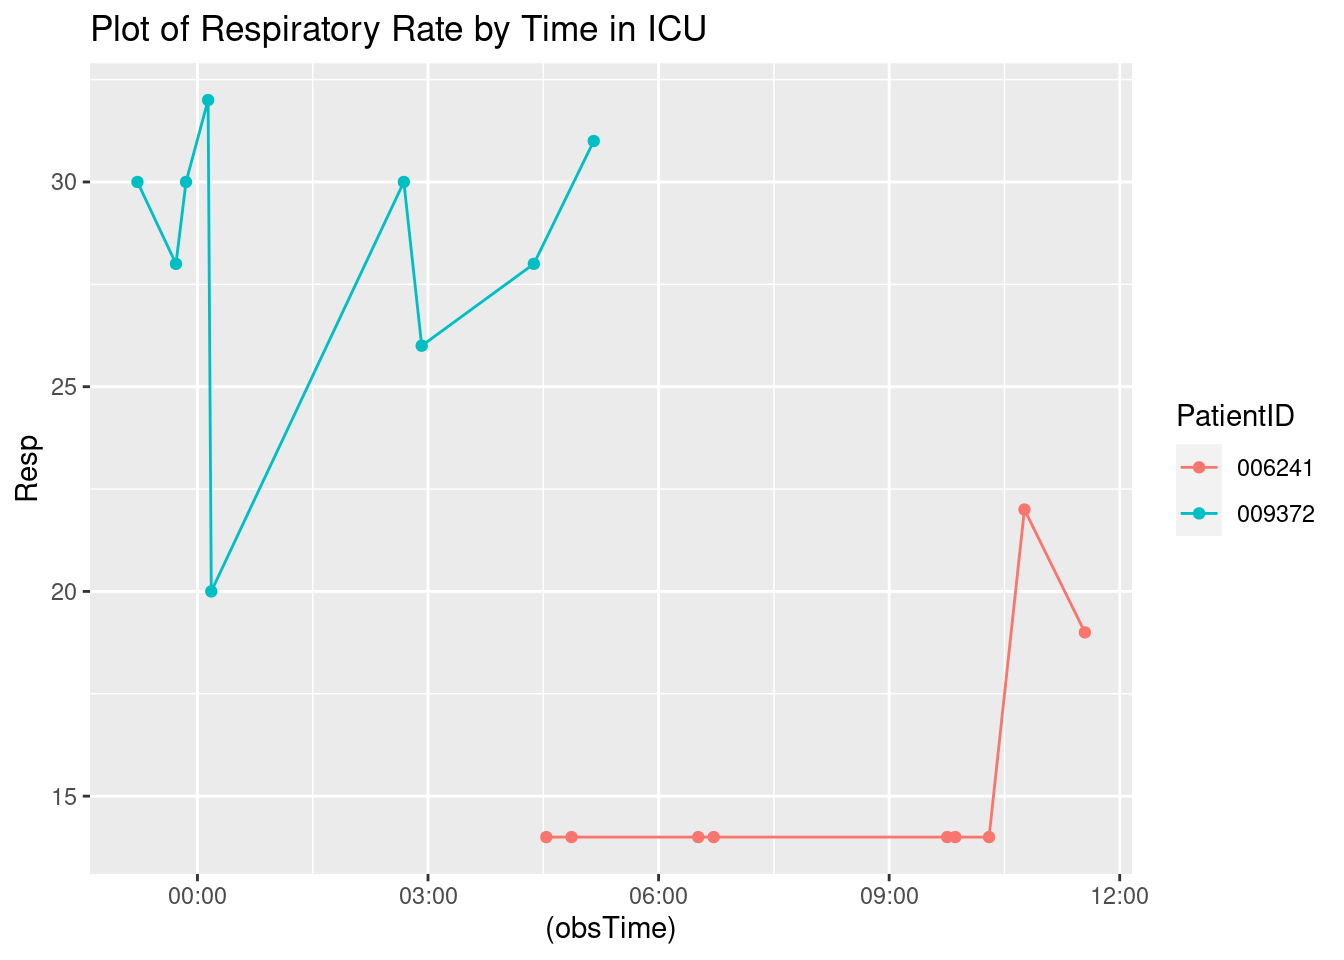 Plot of Respiratory Rate by Time in ICU
Resp
30
25
20
15
00:00
03:00
06:00
09:00
12:00
(obsTime)
PatientID
006241
009372